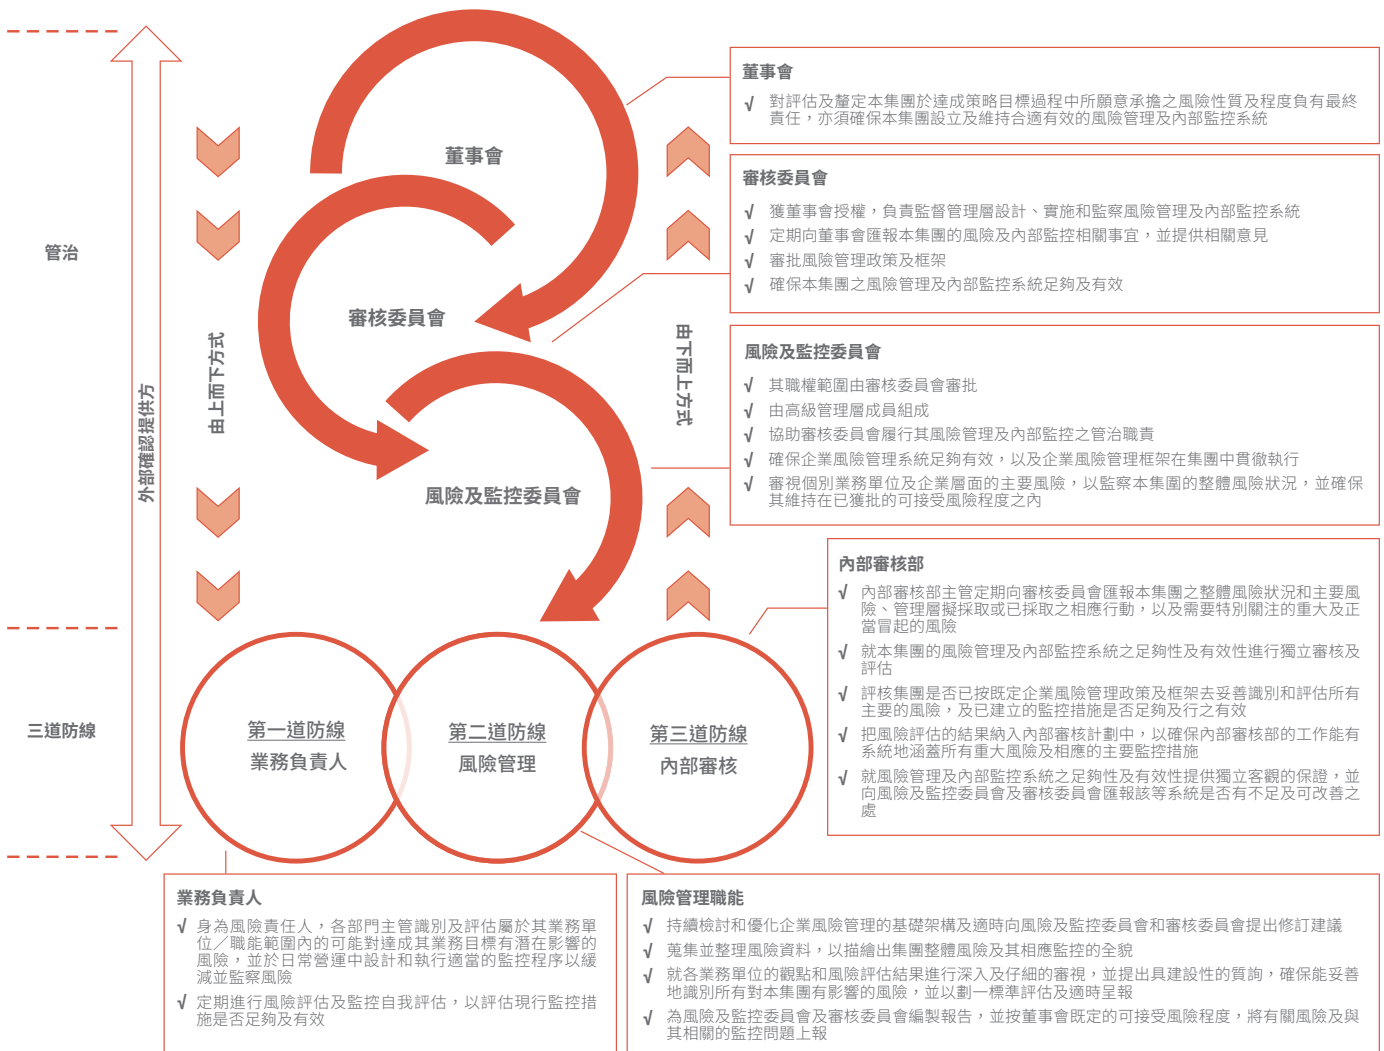 管治
三道防線
外部確認提供方
由上而下方式
由下而上方式
董事會
審核委員會
風險及監控委員會
第一道防線
業務負責人
第二道防線
風險管理
第三道防線
內部審核
董事會
√ 對評估及釐定本集團於達成策略目標過程中所願意承擔之風險性質及程度負有最終
責任，亦須確保本集團設立及維持合適有效的風險管理及內部監控系統
審核委員會
√ 獲董事會授權，負責監督管理層設計、實施和監察風險管理及內部監控系統
√ 定期向董事會匯報本集團的風險及內部監控相關事宜，並提供相關意見
√ 審批風險管理政策及框架
√ 確保本集團之風險管理及內部監控系統足夠及有效
風險及監控委員會
√ 其職權範圍由審核委員會審批
√ 由高級管理層成員組成
√ 協助審核委員會履行其風險管理及內部監控之管治職責
√ 確保企業風險管理系統足夠有效，以及企業風險管理框架在集團中貫徹執行
√ 審視個別業務單位及企業層面的主要風險，以監察本集團的整體風險狀況，並確保
其維持在已獲批的可接受風險程度之內
內部審核部
√ 內部審核部主管定期向審核委員會匯報本集團之整體風險狀況和主要風
險、管理層擬採取或已採取之相應行動，以及需要特別關注的重大及正
當冒起的風險
√ 就本集團的風險管理及內部監控系統之足夠性及有效性進行獨立審核及
評估
√ 評核集團是否已按既定企業風險管理政策及框架去妥善識別和評估所有
主要的風險，及已建立的監控措施是否足夠及行之有效
√ 把風險評估的結果納入內部審核計劃中，以確保內部審核部的工作能有
系統地涵蓋所有重大風險及相應的主要監控措施
√ 就風險管理及內部監控系統之足夠性及有效性提供獨立客觀的保證，並
向風險及監控委員會及審核委員會匯報該等系統是否有不足及可改善之
處
業務負責人
√ 身為風險責任人，各部門主管識別及評估屬於其業務單
位／職能範圍內的可能對達成其業務目標有潛在影響的
風險，並於日常營運中設計和執行適當的監控程序以緩
減並監察風險
√ 定期進行風險評估及監控自我評估，以評估現行監控措
施是否足夠及有效
風險管理職能
√ 持續檢討和優化企業風險管理的基礎架構及適時向風險及監控委員會和審核委員會提出修訂建議
√ 蒐集並整理風險資料，以描繪出集團整體風險及其相應監控的全貌
√ 就各業務單位的觀點和風險評估結果進行深入及仔細的審視，並提出具建設性的質詢，確保能妥善
地識別所有對本集團有影響的風險，並以劃一標準評估及適時呈報
√ 為風險及監控委員會及審核委員會編製報告，並按董事會既定的可接受風險程度，將有關風險及與
其相關的監控問題上報